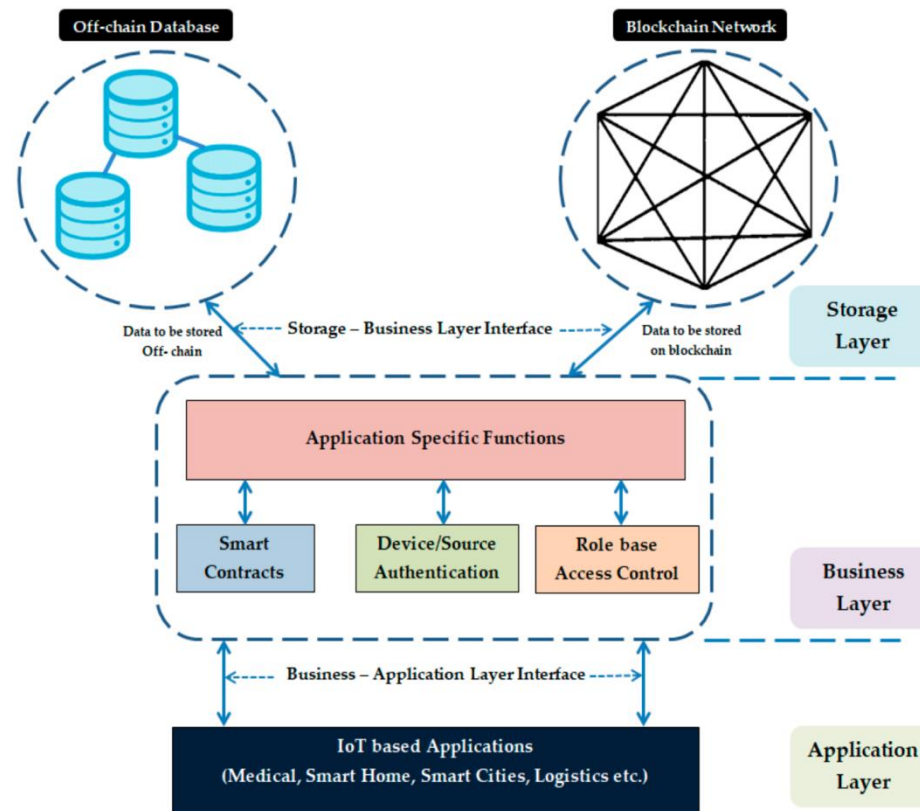 Off-chain Database
Blockchain Network
Data to be stored
Off- chain
Storage – Business Layer Interface
Data to be stored
on blockchain
Storage
Layer
Application Specific Functions
Smart
Contracts
Device/Source
Authentication
Role base
Access Control
Business
Layer
Business – Application Layer Interface
IoT based Applications
(Medical, Smart Home, Smart Cities, Logistics etc.)
Application
Layer